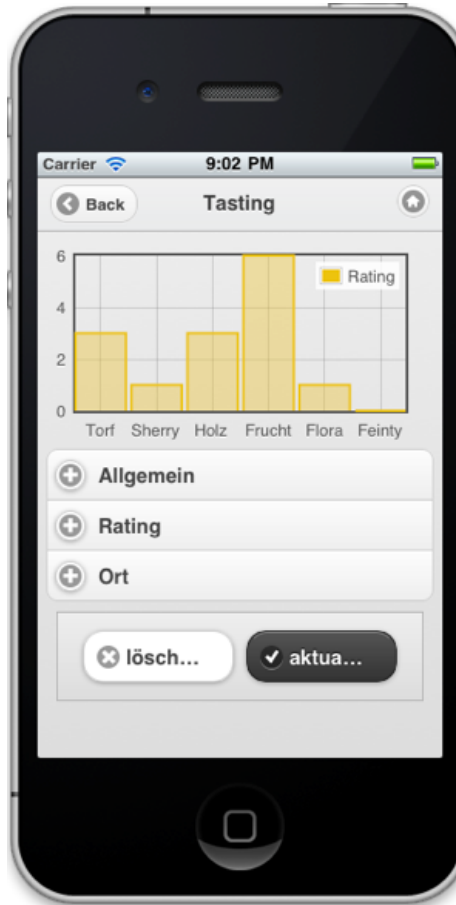 Carrier 9:02 PM
Back Tasting
6
Rating
4
2
0
Torf Sherry Holz Frucht Flora Feinty
Allgemein
Rating
Ort
lösch... aktua...